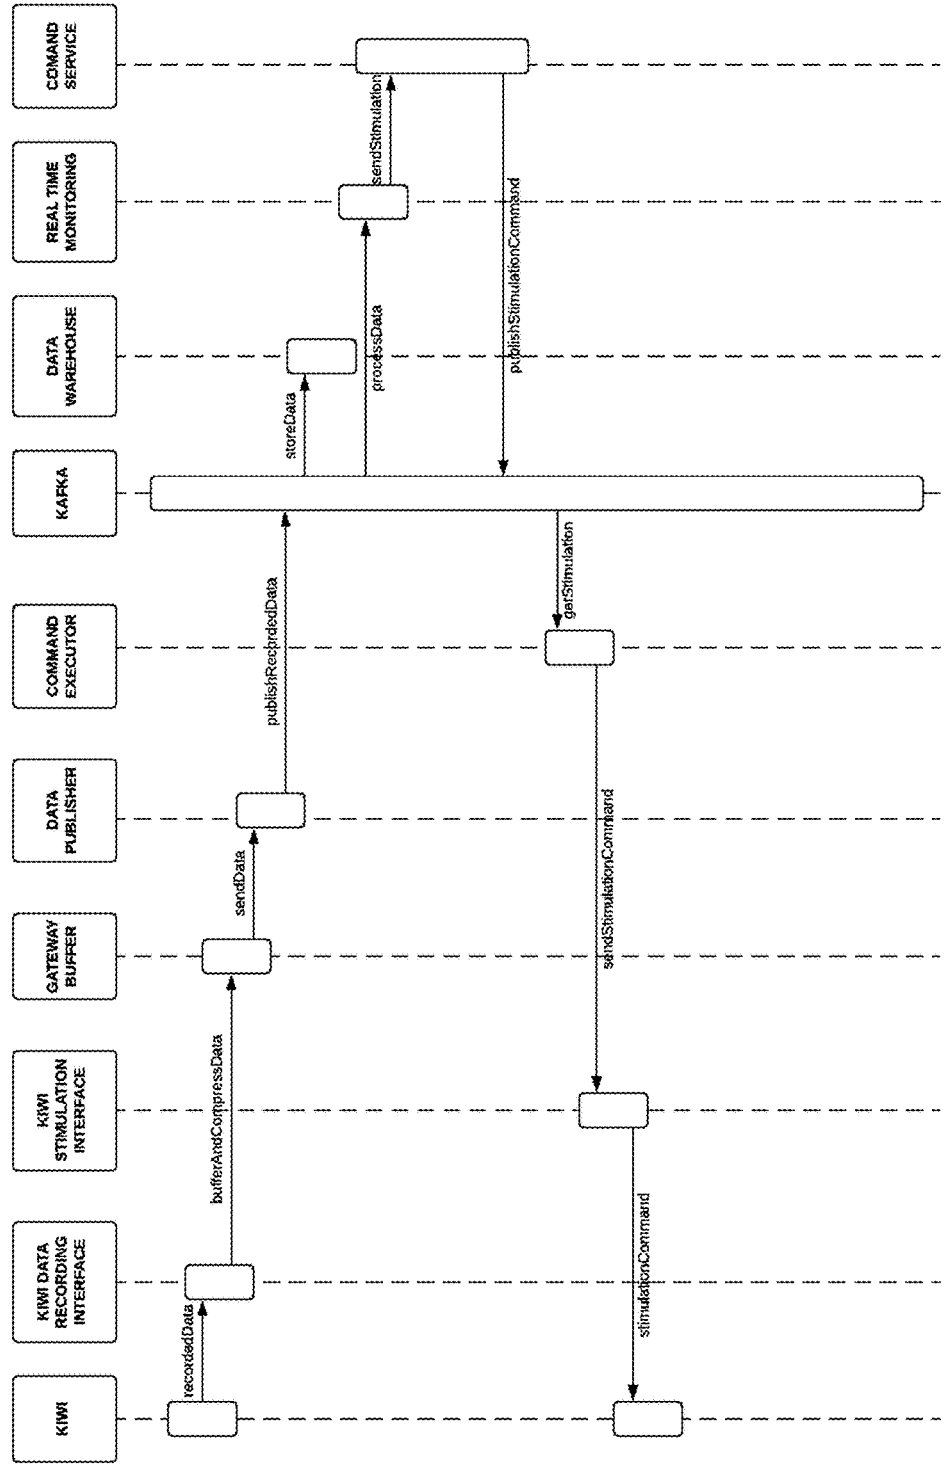 KIWI
KIWI DATA
RECORDING
INTERFACE
KIWI
STIMULATION
INTERFACE
GATEWAY
BUFFER
DATA
PUBLISHER
COMMAND
EXECUTOR
KAFKA
DATA
WAREHOUSE
REAL TIME
MONITORING
COMAND
SERVICE
recordedData
bufferAndCompressData
sendData
publishRecordedData
storeData
processData
sendStimulation
publishStimulationCommand
getStimulation
sendStimulationCommand
stimulationCommand